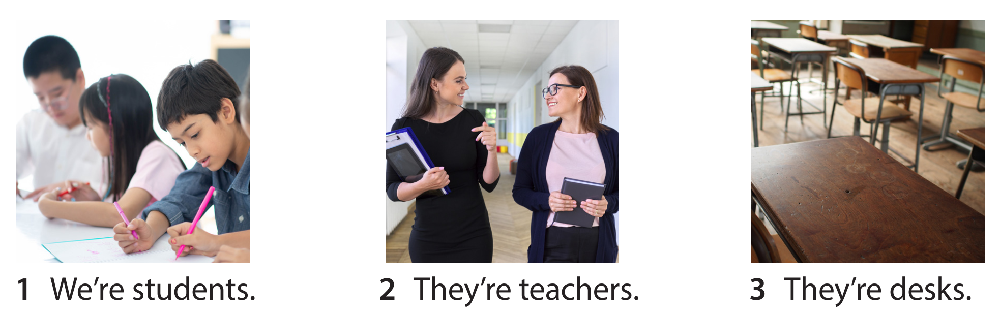 1 We’re students.
2 They’re teachers.
3 They’re desks.